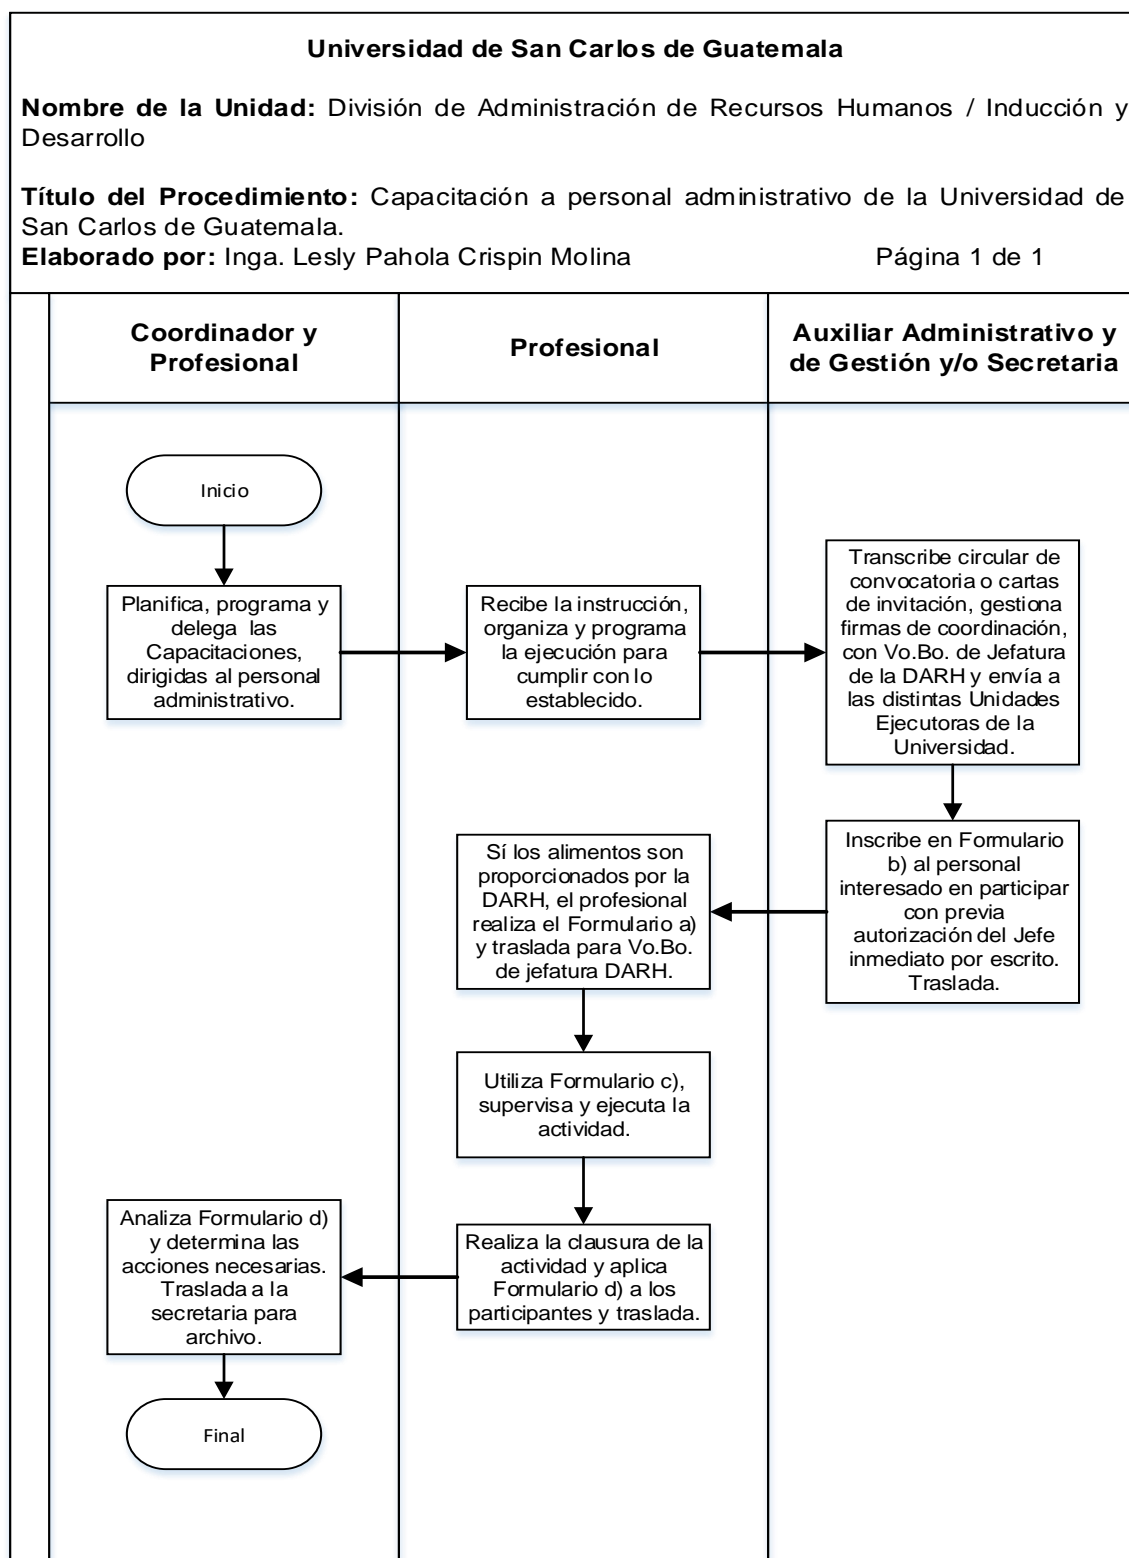 Universidad de San Carlos de Guatemala
Nombre de la Unidad: División de Administración de Recursos Humanos / Inducción y
Desarrollo
Título del Procedimiento: Capacitación a personal administrativo de la Universidad de
San Carlos de Guatemala.
Elaborado por: Inga. Lesly Pahola Crispin Molina Página 1 de 1
Coordinador y
Profesional
Profesional
Auxiliar Administrativo y
de Gestión y/o Secretaria
Inicio
Planifica, programa y
delega las
Capacitaciones,
dirigidas al personal
administrativo.
Recibe la instrucción,
organiza y programa
la ejecución para
cumplir con lo
establecido.
Transcribe circular de
convocatoria o cartas
de invitación, gestiona
firmas de coordinación,
con Vo.Bo. de Jefatura
de la DARH y envía a
las distintas Unidades
Ejecutoras de la
Universidad.
Inscribe en Formulario
b) al personal
interesado en participar
con previa
autorización del Jefe
inmediato por escrito.
Traslada.
Sí los alimentos son
proporcionados por la
DARH, el profesional
realiza el Formulario a)
y traslada para Vo.Bo.
de jefatura DARH.
Utiliza Formulario c),
supervisa y ejecuta la
actividad.
Realiza la clausura de la
actividad y aplica
Formulario d) a los
participantes y traslada.
Analiza Formulario d)
y determina las
acciones necesarias.
Traslada a la
secretaria para
archivo.
Final